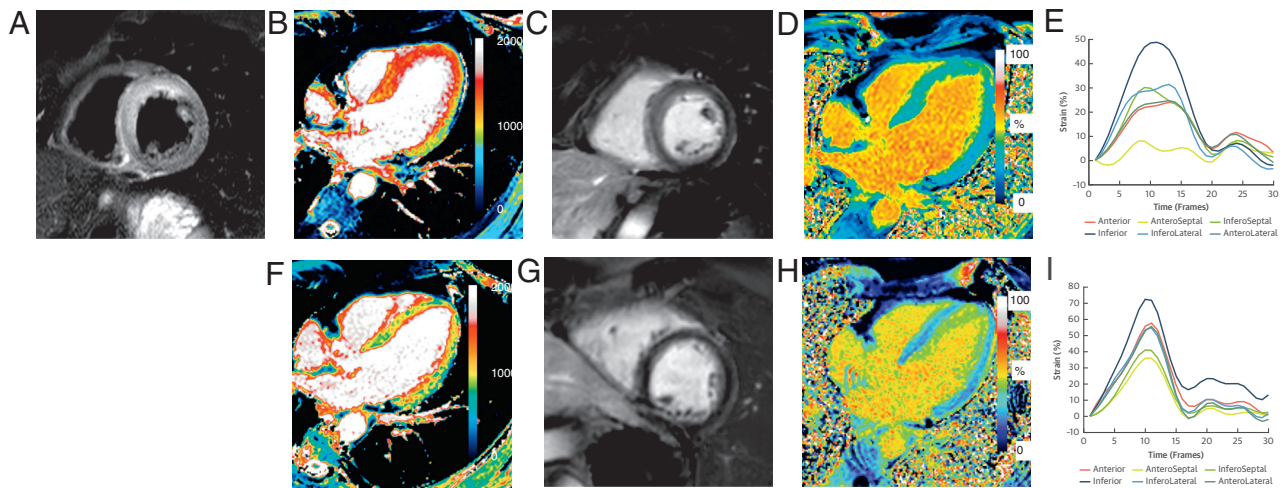 A
B
2000
1000
0
C
D
100
%
0
E
50
40
30
20
10
0
-10
Strain (%)
0 5 10 15 20 25 30
Time (Frames)
Anterior AnteroSeptal InferoSeptal
Inferior InferoLateral AnteroLateral
F
2000
1000
0
G
H
100
%
0
I
80
70
60
50
40
30
20
10
0
-10
Strain (%)
0 5 10 15 20 25 30
Time (Frames)
Anterior AnteroSeptal InferoSeptal
Inferior InferoLateral AnteroLateral